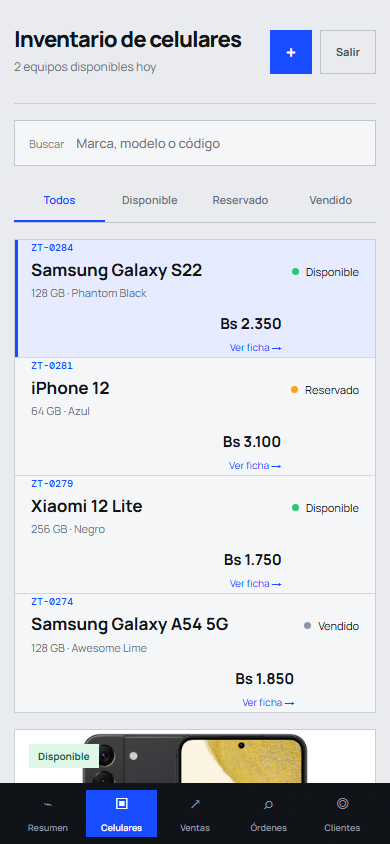 Inventario de celulares
2 equipos disponibles hoy
+
Salir
Buscar Marca, modelo o código
Todos Disponible Reservado Vendido
ZT-0284
Samsung Galaxy S22
Disponible
128 GB · Phantom Black
Bs 2.350
Ver ficha →
ZT-0281
iPhone 12
Reservado
64 GB · Azul
Bs 3.100
Ver ficha →
ZT-0279
Xiaomi 12 Lite
Disponible
256 GB · Negro
Bs 1.750
Ver ficha →
ZT-0274
Samsung Galaxy A54 5G
Vendido
128 GB · Awesome Lime
Bs 1.850
Ver ficha →
Disponible
Resumen Celulares Ventas Órdenes Clientes